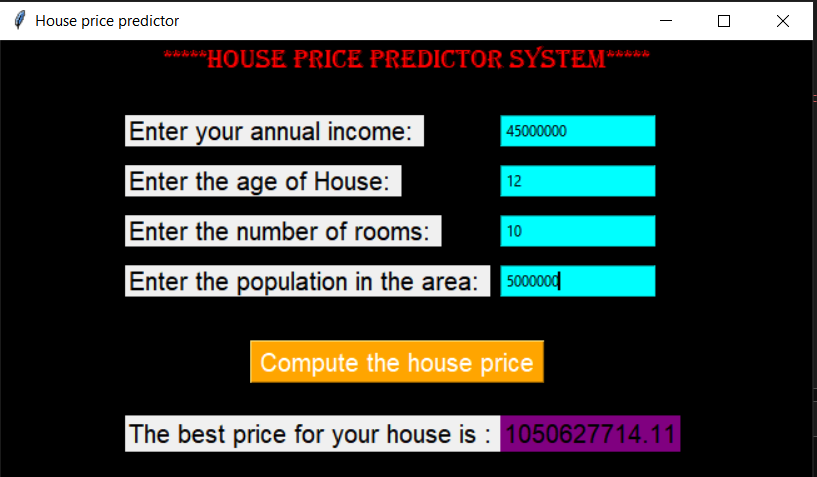 House price predictor
*****HOUSE PRICE PREDICTOR SYSTEM*****
Enter your annual income: 45000000
Enter the age of House: 12
Enter the number of rooms: 10
Enter the population in the area: 5000000
Compute the house price
The best price for your house is : 1050627714.11